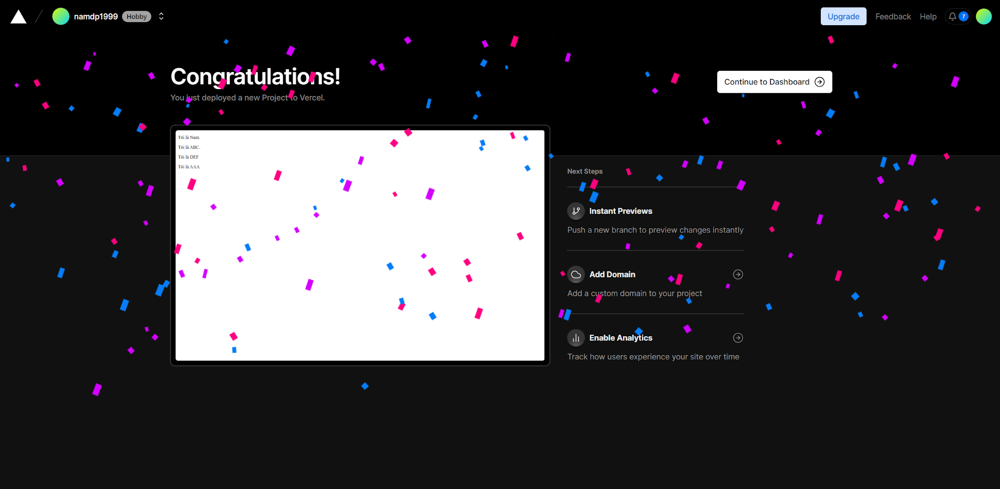 namdp1999 Hobby
Upgrade Feedback Help 7
Congratulations!
You just deployed a new Project to Vercel.
Continue to Dashboard
Tôi là Nam.
Tôi là ABC.
Tôi là DEF
Tôi là AAA
Next Steps
Instant Previews
Push a new branch to preview changes instantly
Add Domain
Add a custom domain to your project
Enable Analytics
Track how users experience your site over time